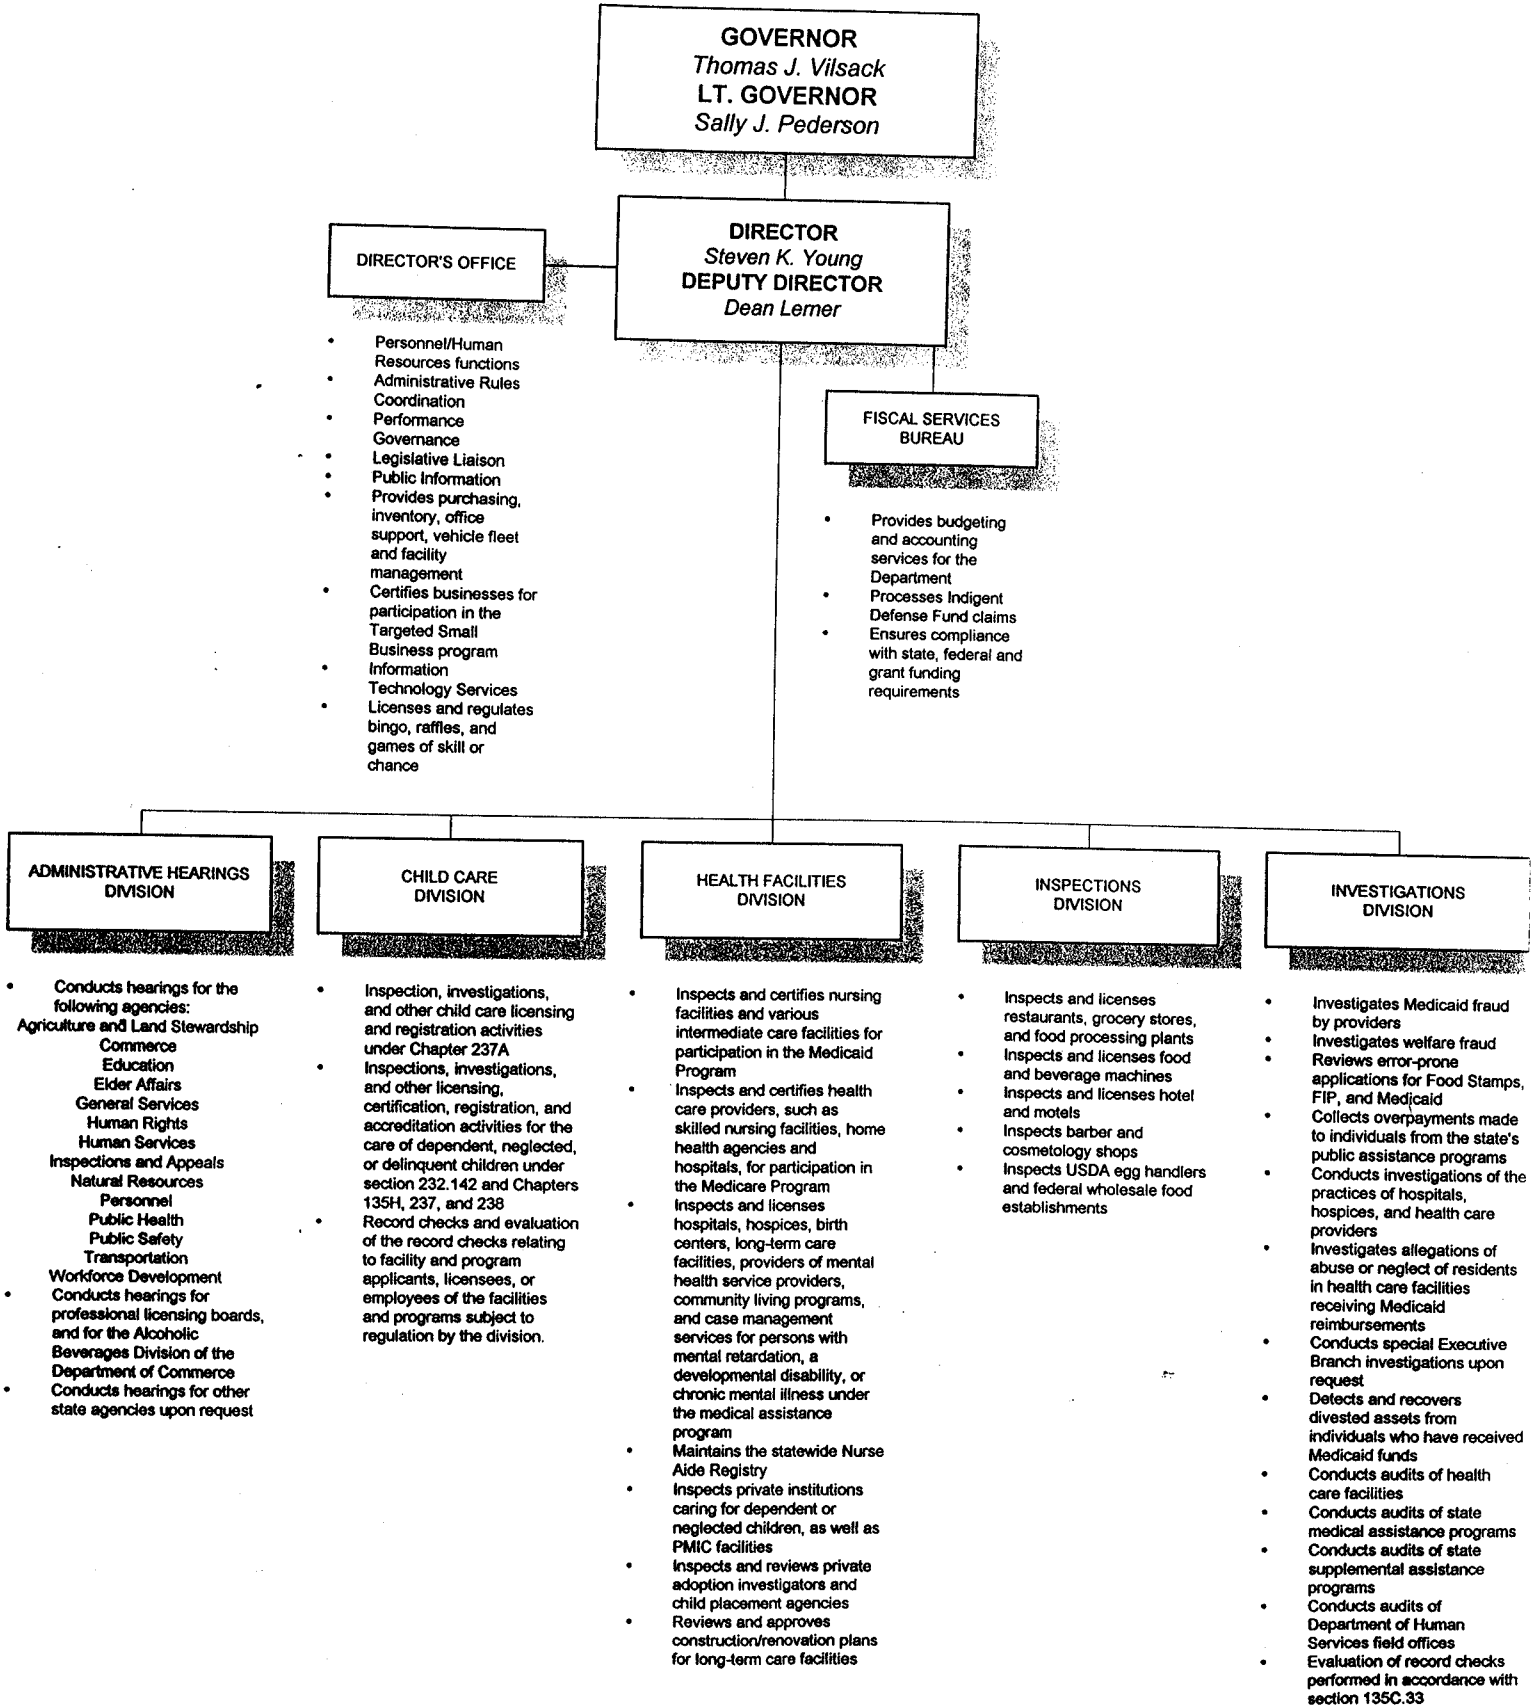 GOVERNOR
Thomas J. Vilsack
LT. GOVERNOR
Sally J. Pederson
DIRECTOR
Steven K. Young
DEPUTY DIRECTOR
Dean Lerner
DIRECTOR'S OFFICE
• Personnel/Human
Resources functions
• Administrative Rules
Coordination
• Performance
Governance
• Legislative Liaison
• Public Information
• Provides purchasing,
inventory, office
support, vehicle fleet
and facility
management
• Certifies businesses for
participation in the
Targeted Small
Business program
• Information
Technology Services
• Licenses and regulates
bingo, raffles, and
games of skill or
chance
FISCAL SERVICES
BUREAU
• Provides budgeting
and accounting
services for the
Department
• Processes Indigent
Defense Fund claims
• Ensures compliance
with state, federal and
grant funding
requirements
ADMINISTRATIVE HEARINGS
DIVISION
• Conducts hearings for the
following agencies:
Agriculture and Land Stewardship
Commerce
Education
Elder Affairs
General Services
Human Rights
Human Services
Inspections and Appeals
Natural Resources
Personnel
Public Health
Public Safety
Transportation
Workforce Development
• Conducts hearings for
professional licensing boards,
and for the Alcoholic
Beverages Division of the
Department of Commerce
• Conducts hearings for other
state agencies upon request
CHILD CARE
DIVISION
• Inspection, investigations,
and other child care licensing
and registration activities
under Chapter 237A
• Inspections, investigations,
and other licensing,
certification, registration, and
accreditation activities for the
care of dependent, neglected,
or delinquent children under
section 232.142 and Chapters
135H, 237, and 238
• Record checks and evaluation
of the record checks relating
to facility and program
applicants, licensees, or
employees of the facilities
and programs subject to
regulation by the division.
HEALTH FACILITIES
DIVISION
• Inspects and certifies nursing
facilities and various
intermediate care facilities for
participation in the Medicaid
Program
• Inspects and certifies health
care providers, such as
skilled nursing facilities, home
health agencies and
hospitals, for participation in
the Medicare Program
• Inspects and licenses
hospitals, hospices, birth
centers, long-term care
facilities, providers of mental
health service providers,
community living programs,
and case management
services for persons with
mental retardation, a
developmental disability, or
chronic mental illness under
the medical assistance
program
• Maintains the statewide Nurse
Aide Registry
• Inspects private institutions
caring for dependent or
neglected children, as well as
PMIC facilities
• Inspects and reviews private
adoption investigators and
child placement agencies
• Reviews and approves
construction/renovation plans
for long-term care facilities
INSPECTIONS
DIVISION
• Inspects and licenses
restaurants, grocery stores,
and food processing plants
• Inspects and licenses food
and beverage machines
• Inspects and licenses hotel
and motels
• Inspects barber and
cosmetology shops
• Inspects USDA egg handlers
and federal wholesale food
establishments
INVESTIGATIONS
DIVISION
• Investigates Medicaid fraud
by providers
• Investigates welfare fraud
• Reviews error-prone
applications for Food Stamps,
FIP, and Medicaid
• Collects overpayments made
to individuals from the state's
public assistance programs
• Conducts investigations of the
practices of hospitals,
hospices, and health care
providers
• Investigates allegations of
abuse or neglect of residents
in health care facilities
receiving Medicaid
reimbursements
• Conducts special Executive
Branch investigations upon
request
• Detects and recovers
divested assets from
individuals who have received
Medicaid funds
• Conducts audits of health
care facilities
• Conducts audits of state
medical assistance programs
• Conducts audits of state
supplemental assistance
programs
• Conducts audits of
Department of Human
Services field offices
• Evaluation of record checks
performed in accordance with
section 135C.33